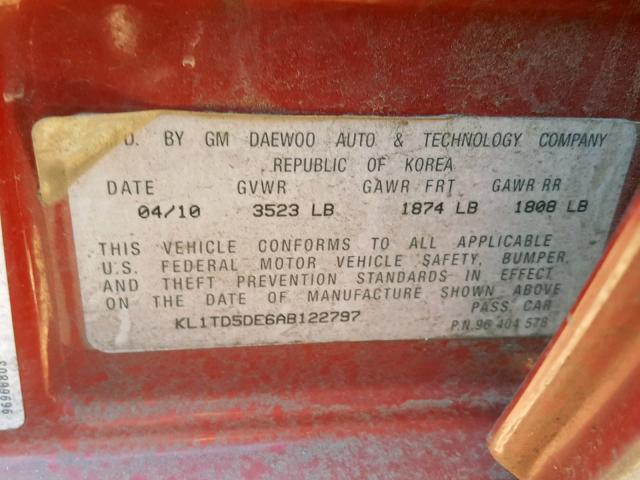 D. BY GM DAEWOO AUTO & TECHNOLOGY COMPANY
REPUBLIC OF KOREA
DATE GVWR GAWR FRT GAWR RR
04/10 3523 LB 1874 LB 1808 LB
THIS VEHICLE CONFORMS TO ALL APPLICABLE
U.S. FEDERAL MOTOR VEHICLE SAFETY, BUMPER,
AND THEFT PREVENTION STANDARDS IN EFFECT
ON THE DATE OF MANUFACTURE SHOWN ABOVE
PASS. CAR
KL1TD5DE6AB122797
P.N. 96 404 578